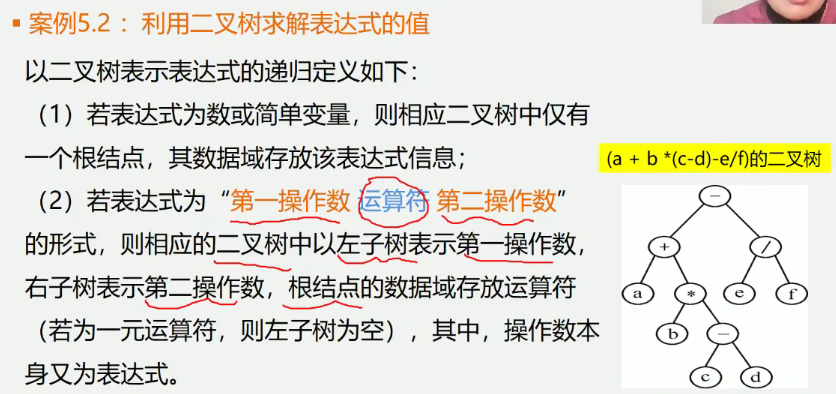 ▪ 案例5.2 ：利用二叉树求解表达式的值
以二叉树表示表达式的递归定义如下：
（1）若表达式为数或简单变量，则相应二叉树中仅有
一个根结点，其数据域存放该表达式信息；
（2）若表达式为“第一操作数 运算符 第二操作数”
的形式，则相应的二叉树中以左子树表示第一操作数，
右子树表示第二操作数，根结点的数据域存放运算符
（若为一元运算符，则左子树为空），其中，操作数本
身又为表达式。
(a + b *(c-d)-e/f)的二叉树
−
+ /
a * e f
b −
c d